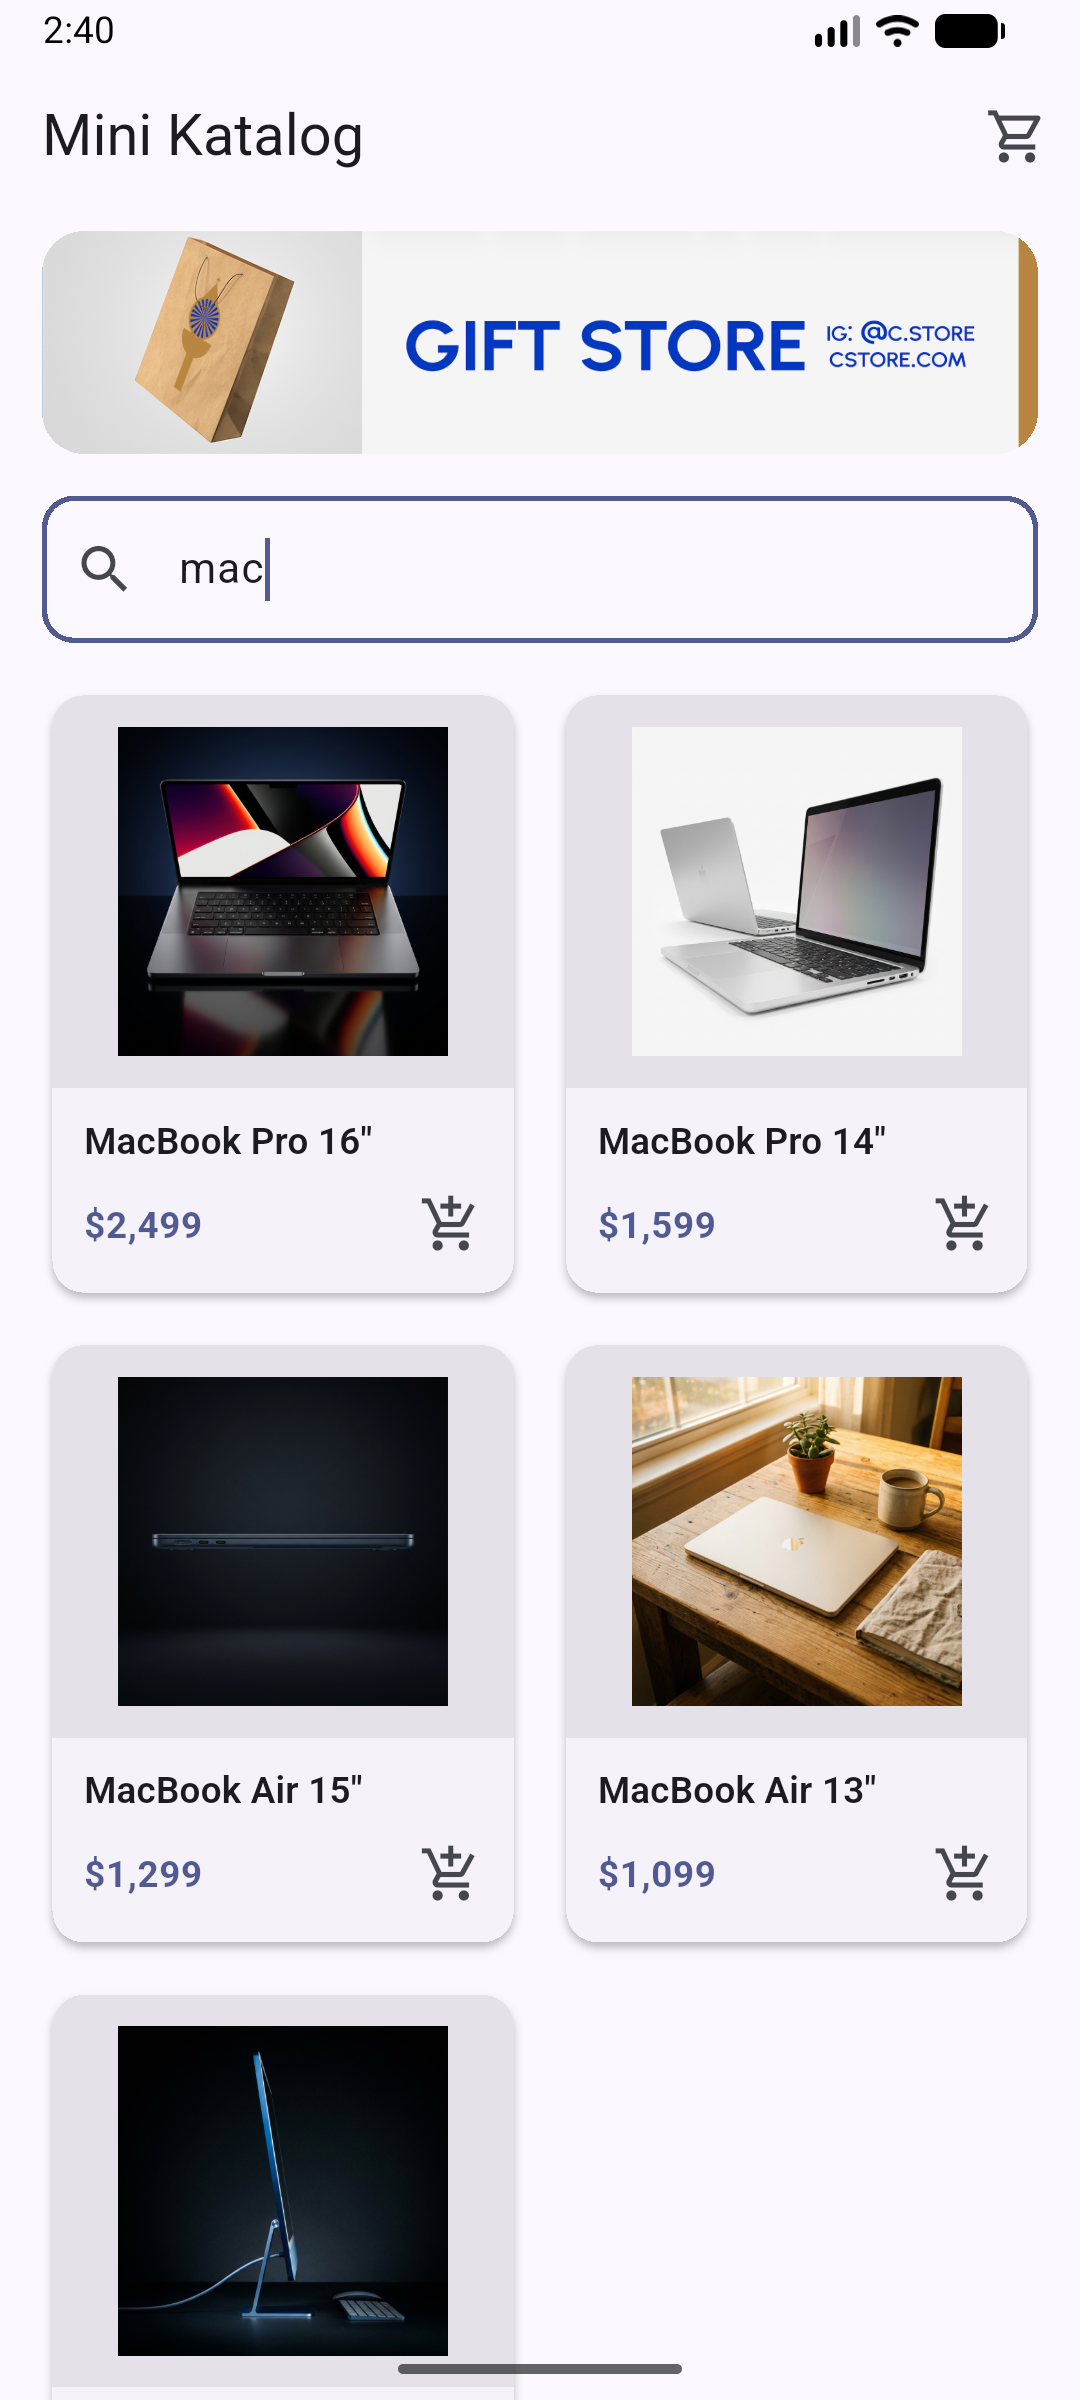 2:40
Mini Katalog
GIFT STORE
IG: @C.STORE
CSTORE.COM
mac
MacBook Pro 16"
$2,499
MacBook Pro 14"
$1,599
MacBook Air 15"
$1,299
MacBook Air 13"
$1,099